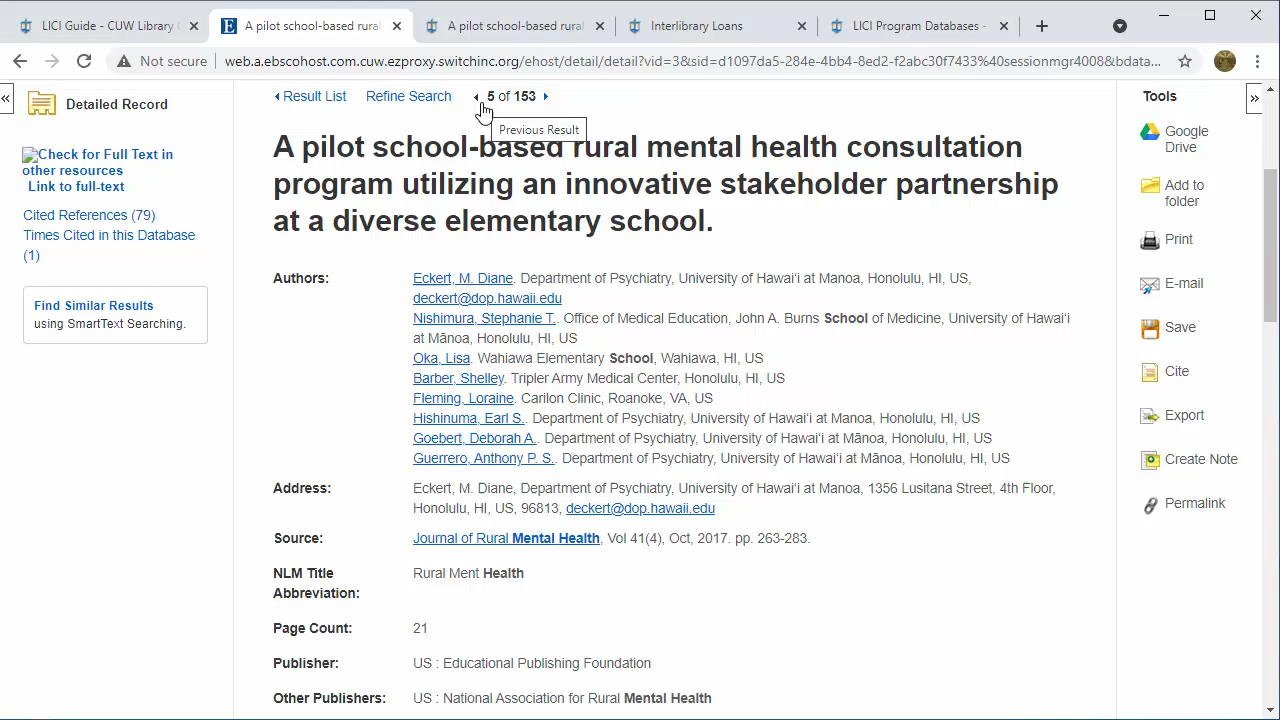 LICI Guide - CUW Library (
A pilot school-based rural
A pilot school-based rural
Interlibrary Loans
LICI Program Databases -
Not secure
web.a.ebscohost.com.cuw.ezproxy.switchinc.org/ehost/detail/detail?vid=3&sid=d1097da5-284e-4bb4-8ed2-f2abc30f7433%40sessionmgr4008&bdata...
Detailed Record
Check for Full Text in
other resources
Link to full-text
Cited References (79)
Times Cited in this Database
(1)
Find Similar Results
using SmartText Searching.
Result List
Refine Search
5 of 153
Previous Result
A pilot school-based rural mental health consultation
program utilizing an innovative stakeholder partnership
at a diverse elementary school.
Authors:
Eckert, M. Diane. Department of Psychiatry, University of Hawai‘i at Manoa, Honolulu, HI, US,
deckert@dop.hawaii.edu
Nishimura, Stephanie T.. Office of Medical Education, John A. Burns School of Medicine, University of Hawai‘i
at Mānoa, Honolulu, HI, US
Oka, Lisa. Wahiawa Elementary School, Wahiawa, HI, US
Barber, Shelley. Tripler Army Medical Center, Honolulu, HI, US
Fleming, Loraine. Carilon Clinic, Roanoke, VA, US
Hishinuma, Earl S.. Department of Psychiatry, University of Hawai‘i at Manoa, Honolulu, HI, US
Goebert, Deborah A.. Department of Psychiatry, University of Hawai‘i at Mānoa, Honolulu, HI, US
Guerrero, Anthony P. S.. Department of Psychiatry, University of Hawai‘i at Mānoa, Honolulu, HI, US
Address:
Eckert, M. Diane, Department of Psychiatry, University of Hawai‘i at Manoa, 1356 Lusitana Street, 4th Floor,
Honolulu, HI, US, 96813, deckert@dop.hawaii.edu
Source:
Journal of Rural Mental Health, Vol 41(4), Oct, 2017. pp. 263-283.
NLM Title
Abbreviation:
Rural Ment Health
Page Count:
21
Publisher:
US : Educational Publishing Foundation
Other Publishers:
US : National Association for Rural Mental Health
Tools
Google
Drive
Add to
folder
Print
E-mail
Save
Cite
Export
Create Note
Permalink